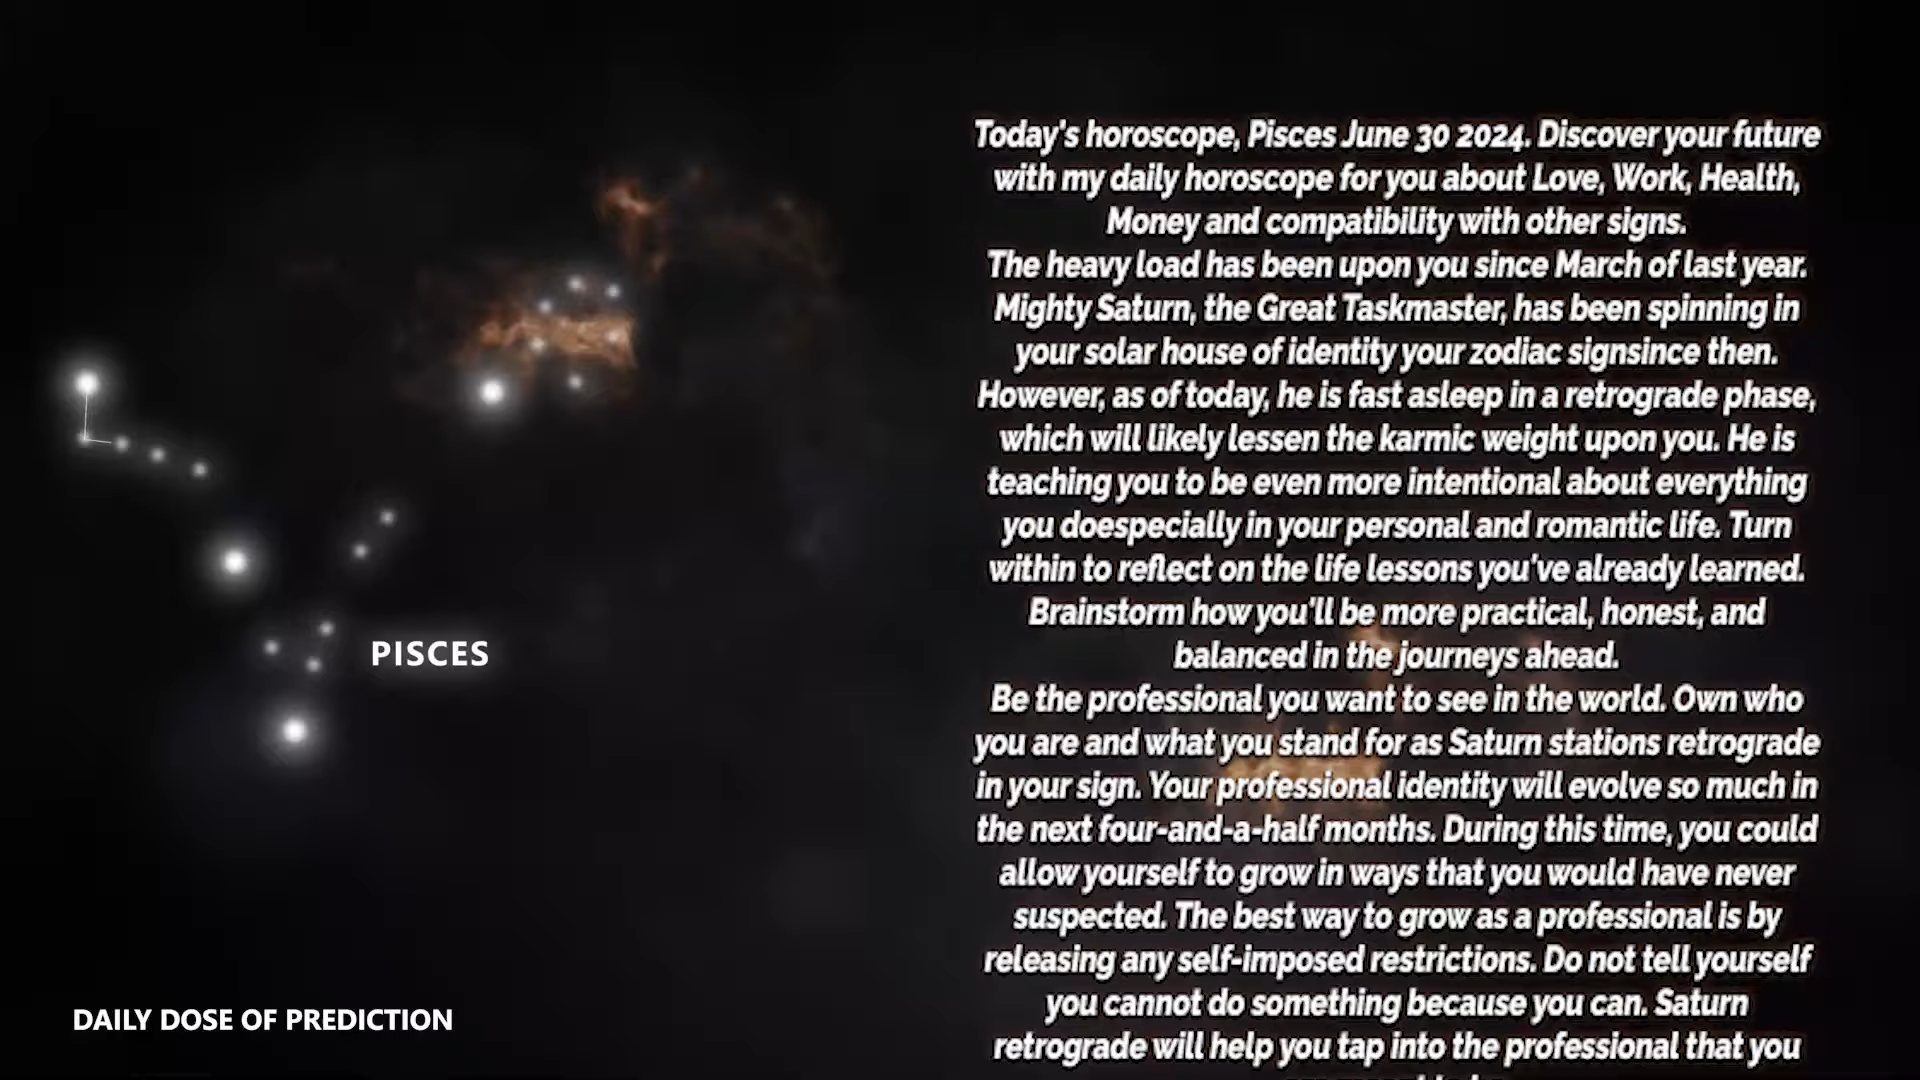 Today's horoscope, Pisces June 30 2024. Discover your future
with my daily horoscope for you about Love, Work, Health,
Money and compatibility with other signs.
The heavy load has been upon you since March of last year.
Mighty Saturn, the Great Taskmaster, has been spinning in
your solar house of identity your zodiac signsince then.
However, as of today, he is fast asleep in a retrograde phase,
which will likely lessen the karmic weight upon you. He is
teaching you to be even more intentional about everything
you doespecially in your personal and romantic life. Turn
within to reflect on the life lessons you've already learned.
Brainstorm how you'll be more practical, honest, and
balanced in the journeys ahead.
Be the professional you want to see in the world. Own who
you are and what you stand for as Saturn stations retrograde
in your sign. Your professional identity will evolve so much in
the next four-and-a-half months. During this time, you could
allow yourself to grow in ways that you would have never
suspected. The best way to grow as a professional is by
releasing any self-imposed restrictions. Do not tell yourself
you cannot do something because you can. Saturn
retrograde will help you tap into the professional that you
PISCES
DAILY DOSE OF PREDICTION